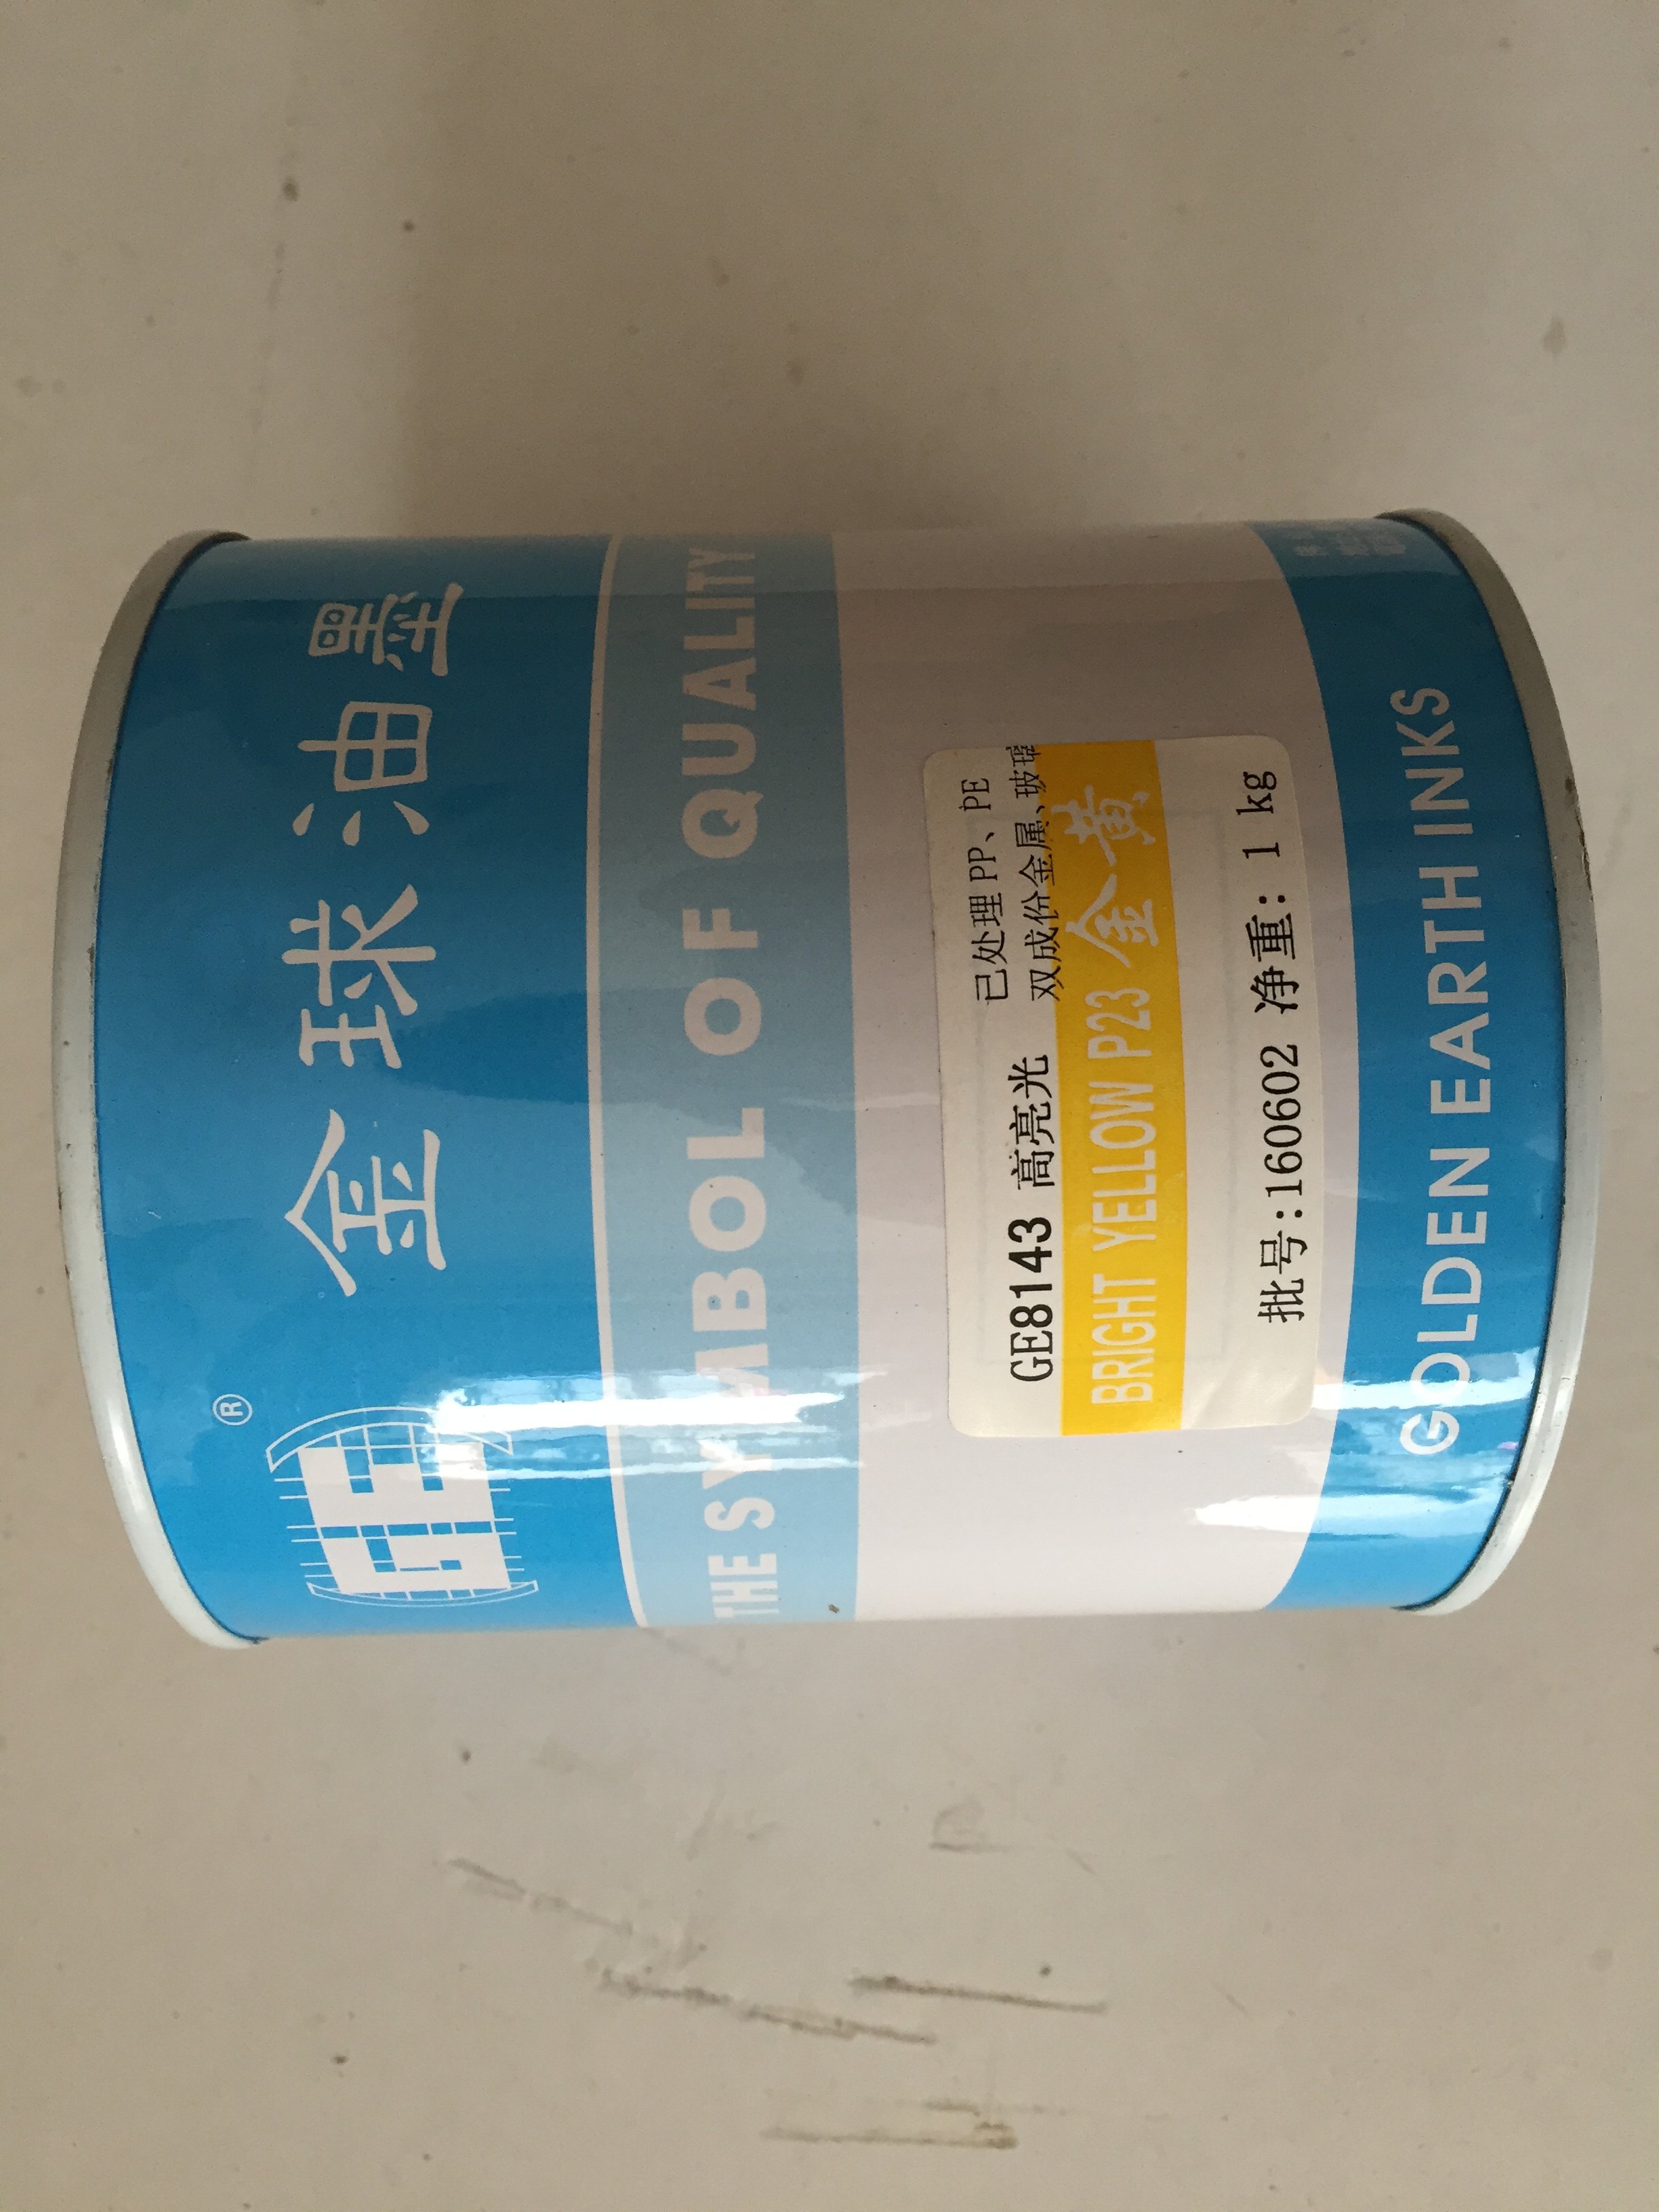 GE® 金球油墨
THE SYMBOL OF QUALITY
已处理 PP、PE
GE8143 高亮光 双成份金属、玻璃
BRIGHT YELLOW P23 金黄
批号:160602 净重: 1 kg
GOLDEN EARTH INKS